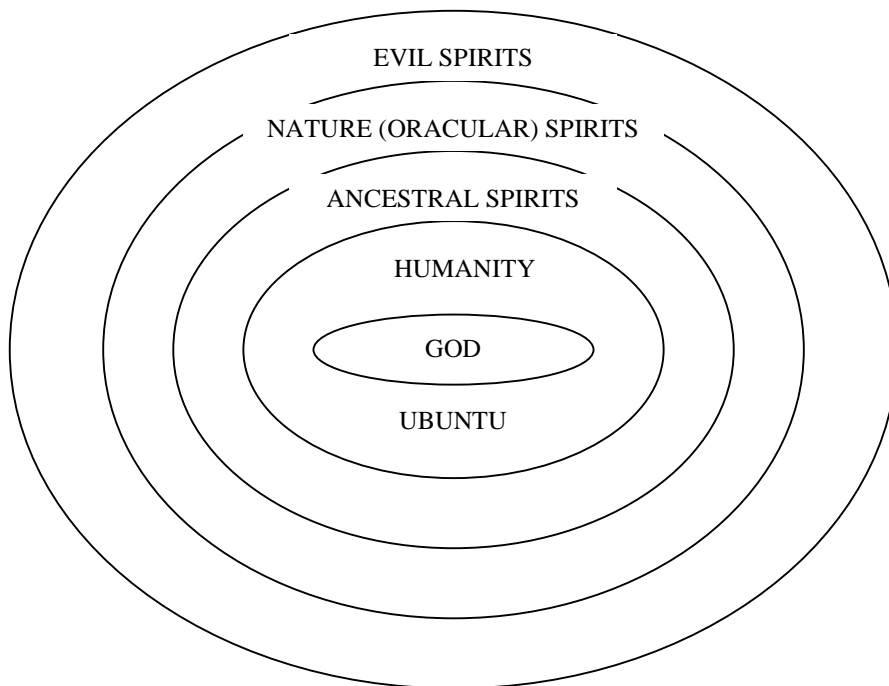 EVIL SPIRITS
NATURE (ORACULAR) SPIRITS
ANCESTRAL SPIRITS
HUMANITY
GOD
UBUNTU